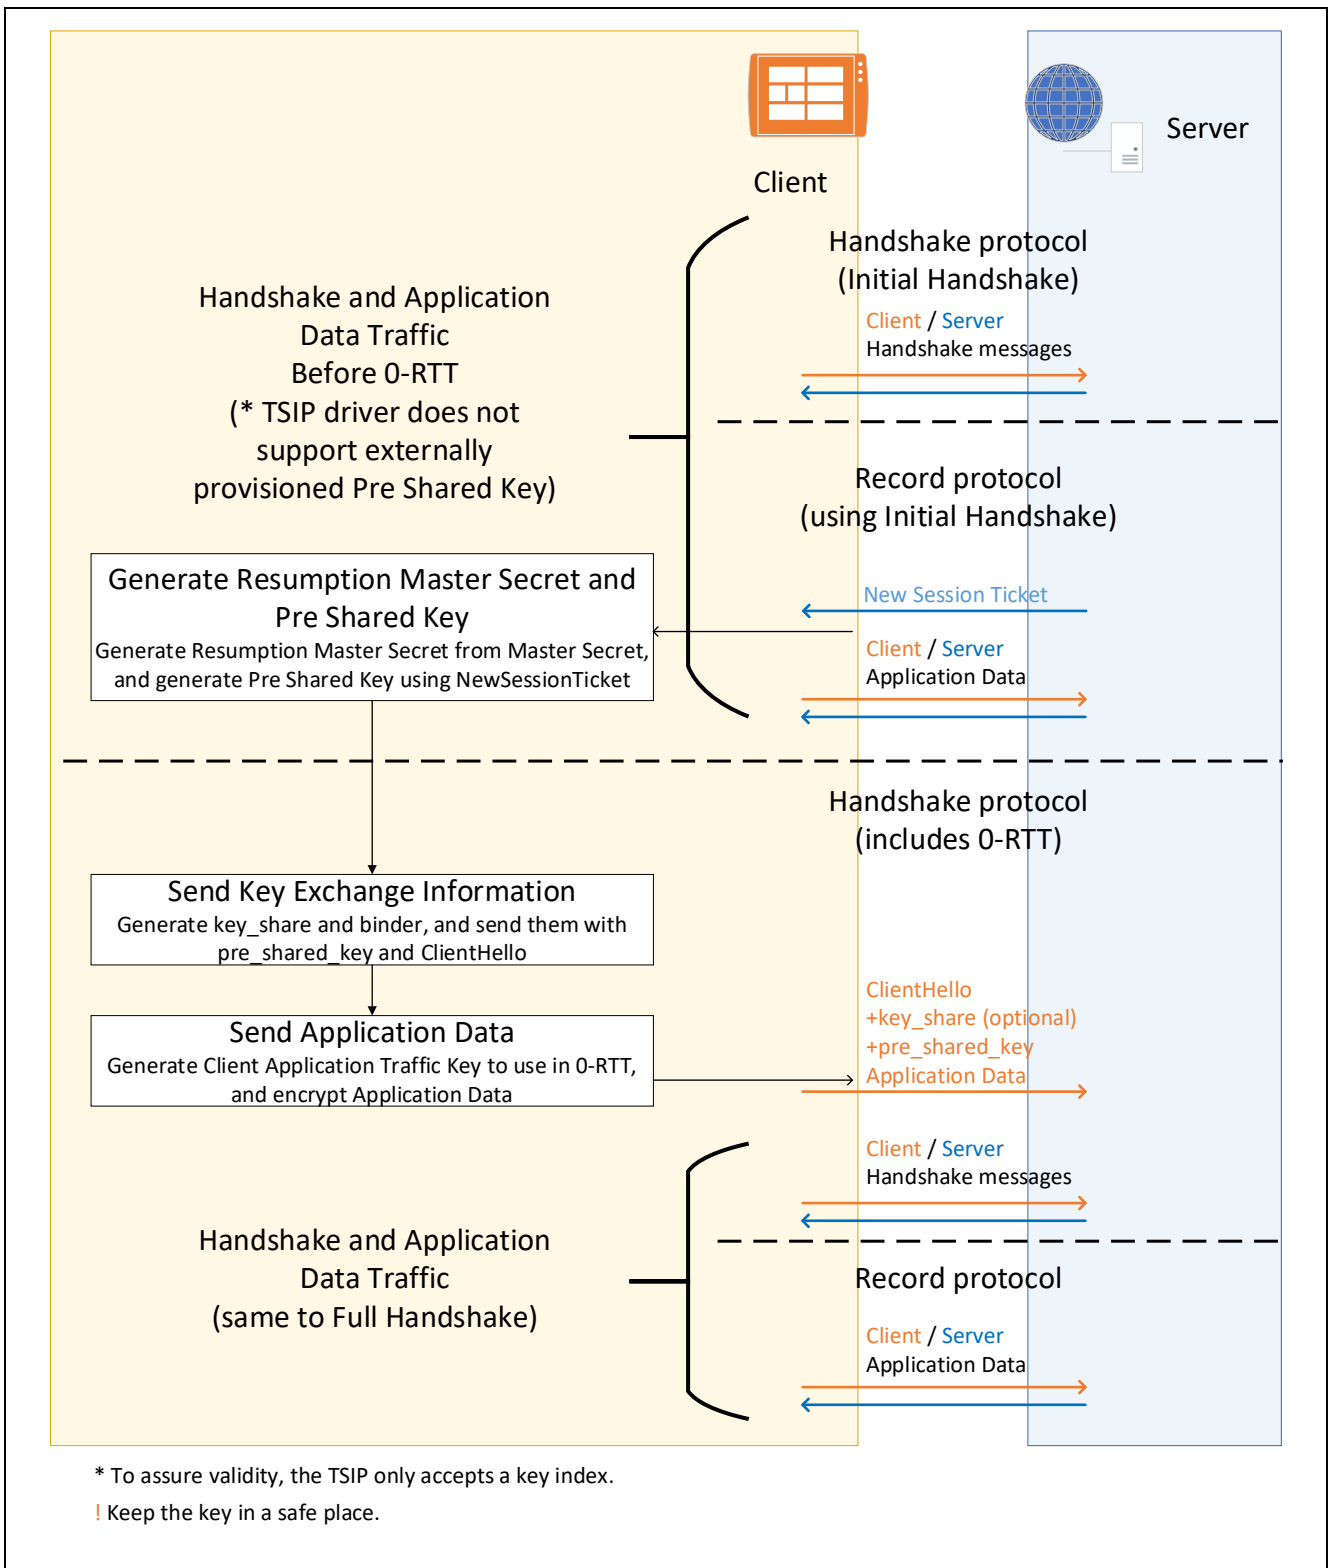 Client
Server
Handshake protocol
(Initial Handshake)
Client / Server
Handshake messages
Handshake and Application
Data Traffic
Before 0-RTT
(* TSIP driver does not
support externally
provisioned Pre Shared Key)
Record protocol
(using Initial Handshake)
New Session Ticket
Generate Resumption Master Secret and
Pre Shared Key
Generate Resumption Master Secret from Master Secret,
and generate Pre Shared Key using NewSessionTicket
Client / Server
Application Data
Handshake protocol
(includes 0-RTT)
Send Key Exchange Information
Generate key_share and binder, and send them with
pre_shared_key and ClientHello
Send Application Data
Generate Client Application Traffic Key to use in 0-RTT,
and encrypt Application Data
ClientHello
+key_share (optional)
+pre_shared_key
Application Data
Client / Server
Handshake messages
Handshake and Application
Data Traffic
(same to Full Handshake)
Record protocol
Client / Server
Application Data
* To assure validity, the TSIP only accepts a key index.
! Keep the key in a safe place.